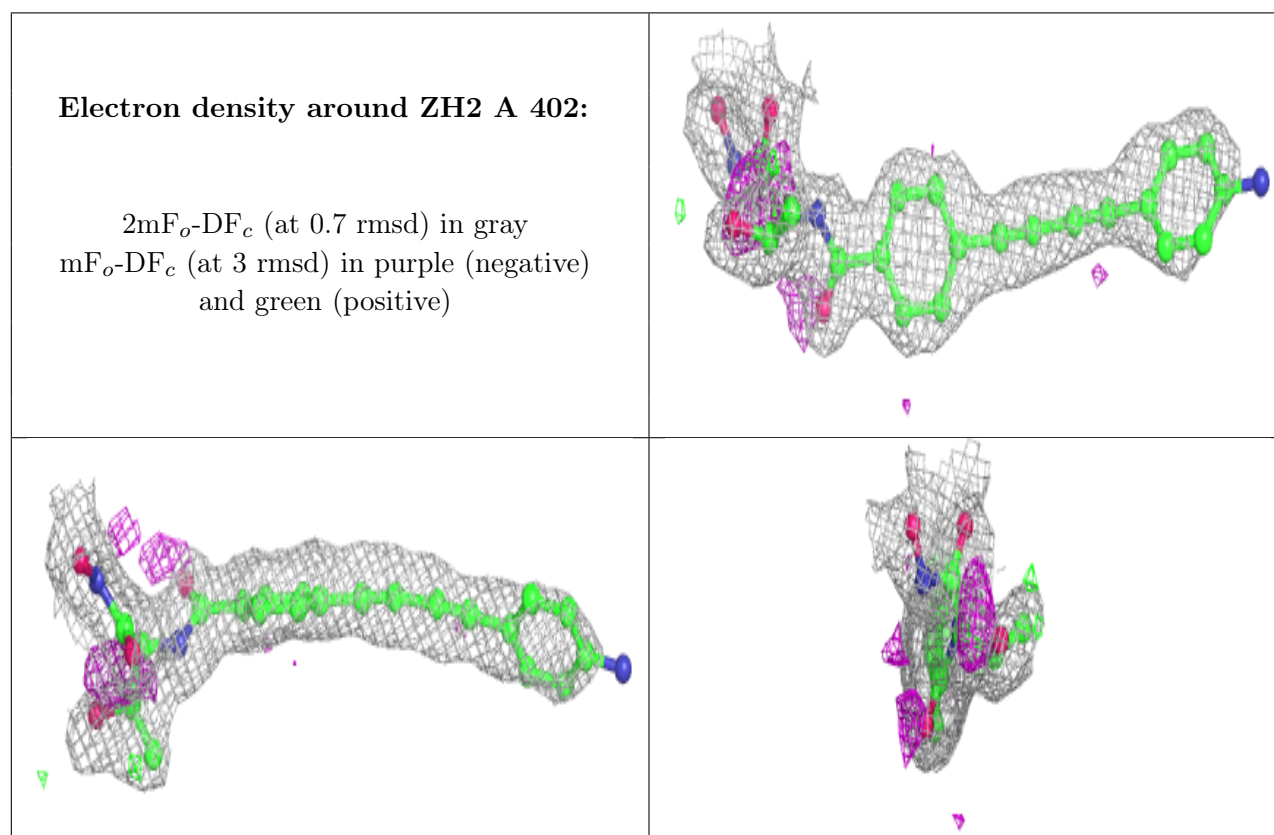 Electron density around ZH2 A 402:
2mFo-DFc (at 0.7 rmsd) in gray
mFo-DFc (at 3 rmsd) in purple (negative)
and green (positive)